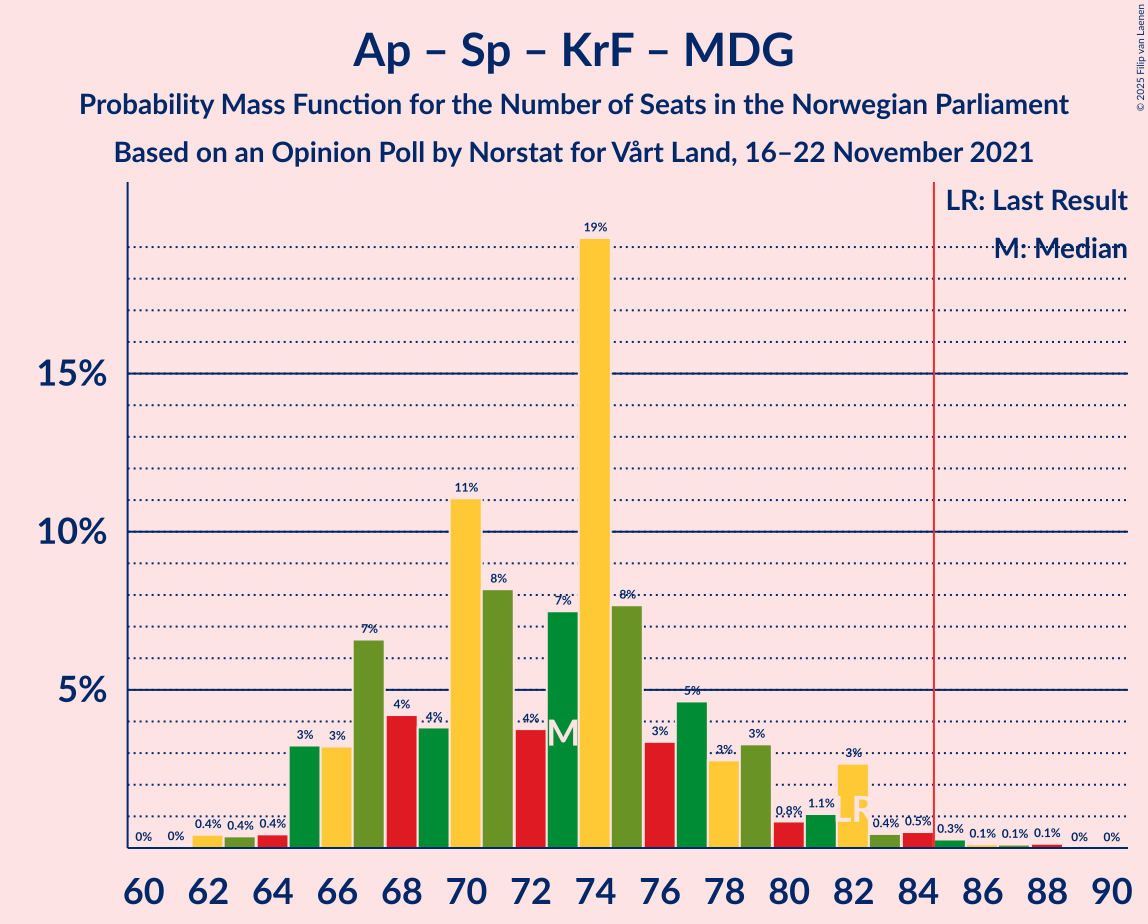 Ap – Sp – KrF – MDG
Probability Mass Function for the Number of Seats in the Norwegian Parliament
Based on an Opinion Poll by Norstat for Vårt Land, 16–22 November 2021
© 2025 Filip van Laenen
LR: Last Result
M: Median
15%
10%
5%
0% 0% 0.4% 0.4% 0.4% 3% 3% 7% 4% 4% 11% 8% 4% 7% 19% 8% 3% 5% 3% 3% 0.8% 1.1% 3% 0.4% 0.5% 0.3% 0.1% 0.1% 0.1% 0% 0%
M
LR
60 62 64 66 68 70 72 74 76 78 80 82 84 86 88 90